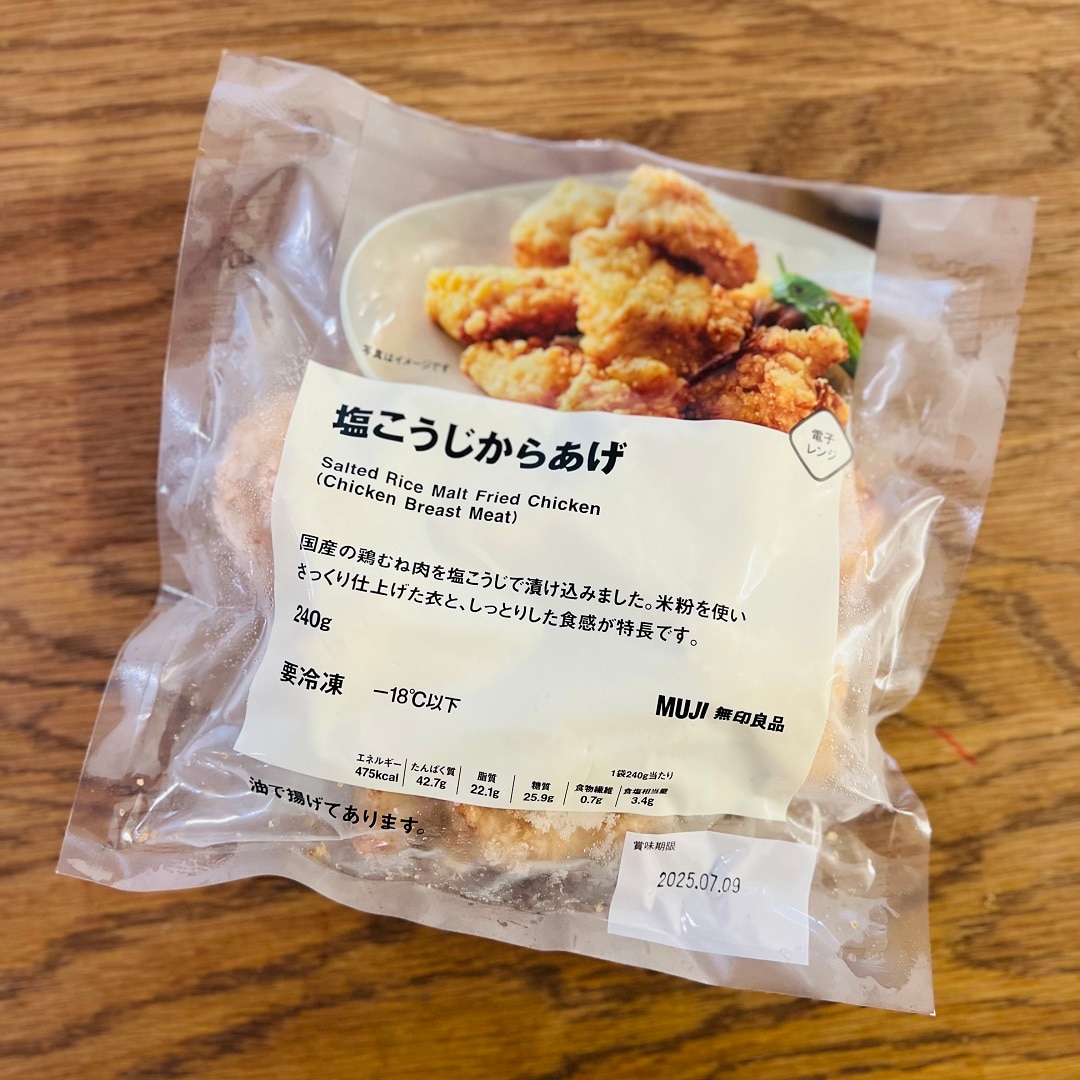 写真はイメージです
塩こうじからあげ
電子
レンジ
Salted Rice Malt Fried Chicken
(Chicken Breast Meat)
国産の鶏むね肉を塩こうじで漬け込みました。米粉を使い
さっくり仕上げた衣と、しっとりした食感が特長です。
240g
要冷凍 −18℃以下
MUJI 無印良品
1袋240g当たり
エネルギー たんぱく質 脂質 糖質 食物繊維 食塩相当量
475kcal 42.7g 22.1g 25.9g 0.7g 3.4g
油で揚げてあります。
賞味期限
2025.07.09